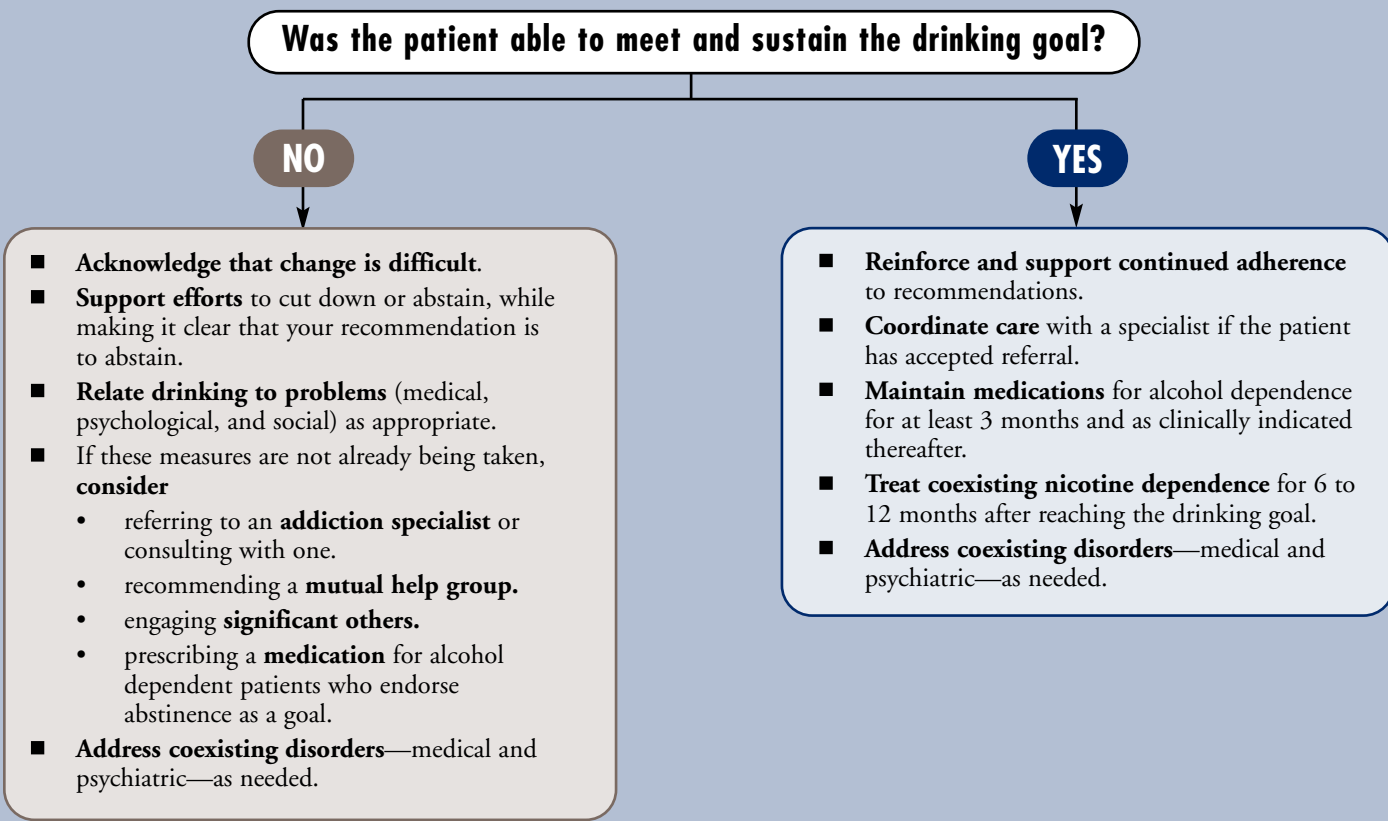 Was the patient able to meet and sustain the drinking goal?
NO
■ Acknowledge that change is difficult.
■ Support efforts to cut down or abstain, while
making it clear that your recommendation is
to abstain.
■ Relate drinking to problems (medical,
psychological, and social) as appropriate.
■ If these measures are not already being taken,
consider
• referring to an addiction specialist or
consulting with one.
• recommending a mutual help group.
• engaging significant others.
• prescribing a medication for alcohol
dependent patients who endorse
abstinence as a goal.
■ Address coexisting disorders—medical and
psychiatric—as needed.
YES
■ Reinforce and support continued adherence
to recommendations.
■ Coordinate care with a specialist if the patient
has accepted referral.
■ Maintain medications for alcohol dependence
for at least 3 months and as clinically indicated
thereafter.
■ Treat coexisting nicotine dependence for 6 to
12 months after reaching the drinking goal.
■ Address coexisting disorders—medical and
psychiatric—as needed.